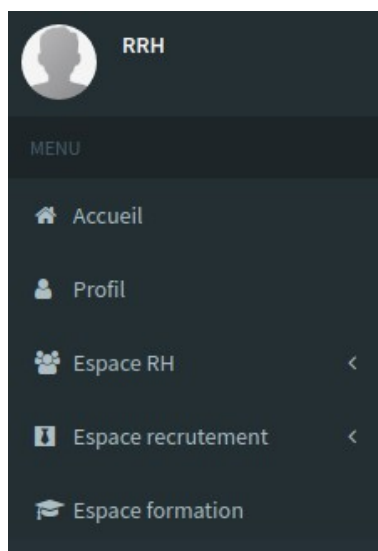 RRH
MENU
Accueil
Profil
Espace RH
Espace recrutement
Espace formation